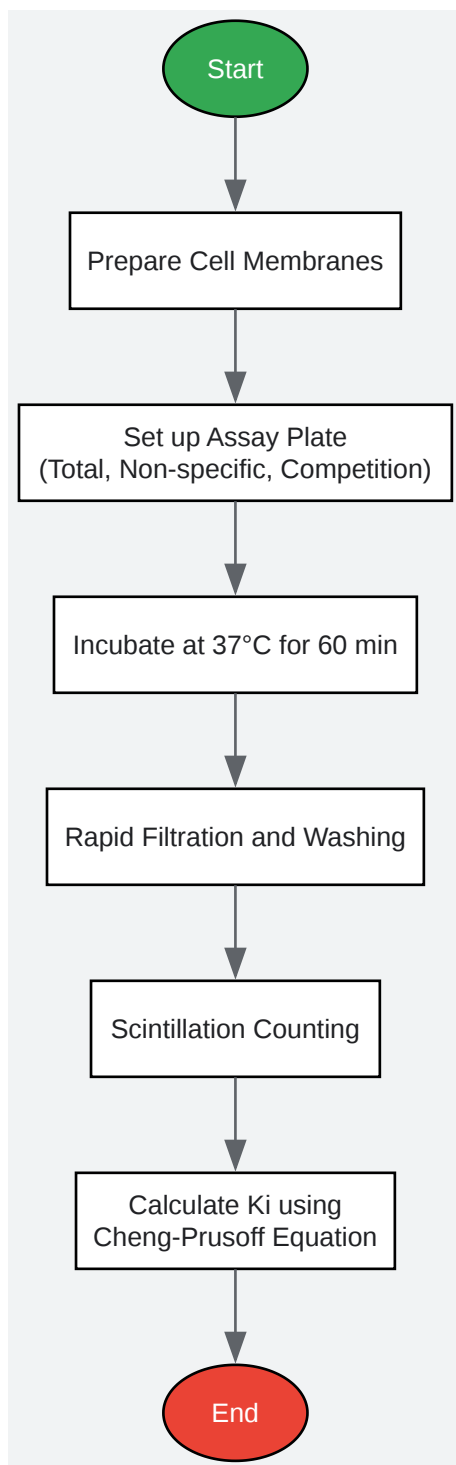 Start
Prepare Cell Membranes
Set up Assay Plate
(Total, Non-specific, Competition)
Incubate at 37°C for 60 min
Rapid Filtration and Washing
Scintillation Counting
Calculate Ki using
Cheng-Prusoff Equation
End